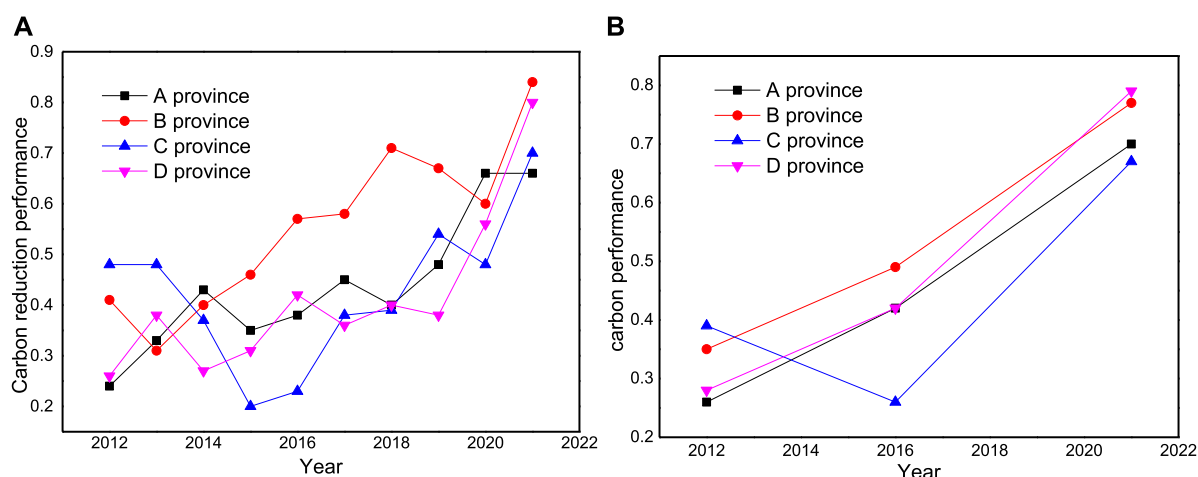 A
Carbon reduction performance
0.9
0.8
0.7
0.6
0.5
0.4
0.3
0.2
A province
B province
C province
D province
2012
2014
2016
2018
2020
2022
Year
B
carbon performance
0.8
0.7
0.6
0.5
0.4
0.3
0.2
A province
B province
C province
D province
2012
2014
2016
2018
2020
2022
Year